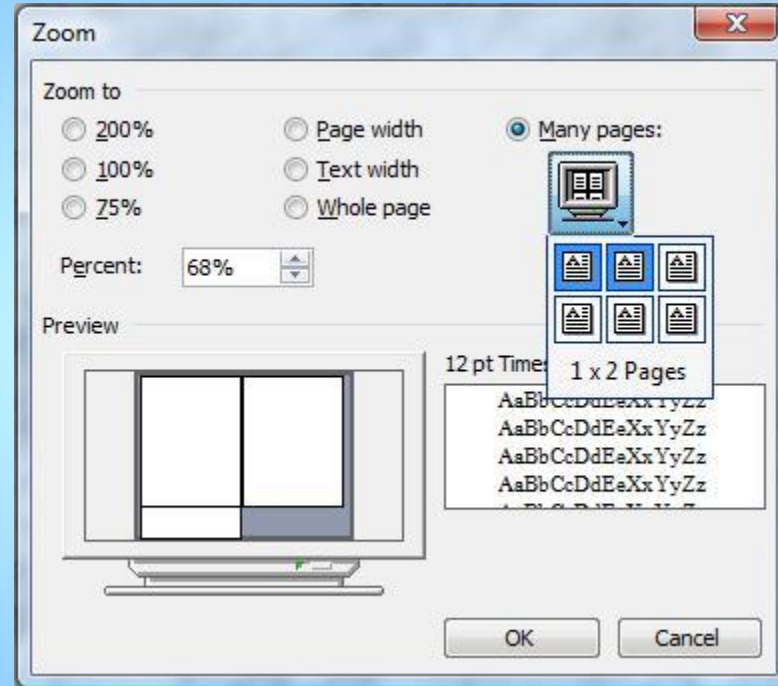 Zoom
Zoom to
200% Page width Many pages:
100% Text width
75% Whole page
Percent: 68%
Preview
12 pt Times
1 x 2 Pages
AaBbCcDdEeXxYyZz
AaBbCcDdEeXxYyZz
AaBbCcDdEeXxYyZz
AaBbCcDdEeXxYyZz
OK Cancel